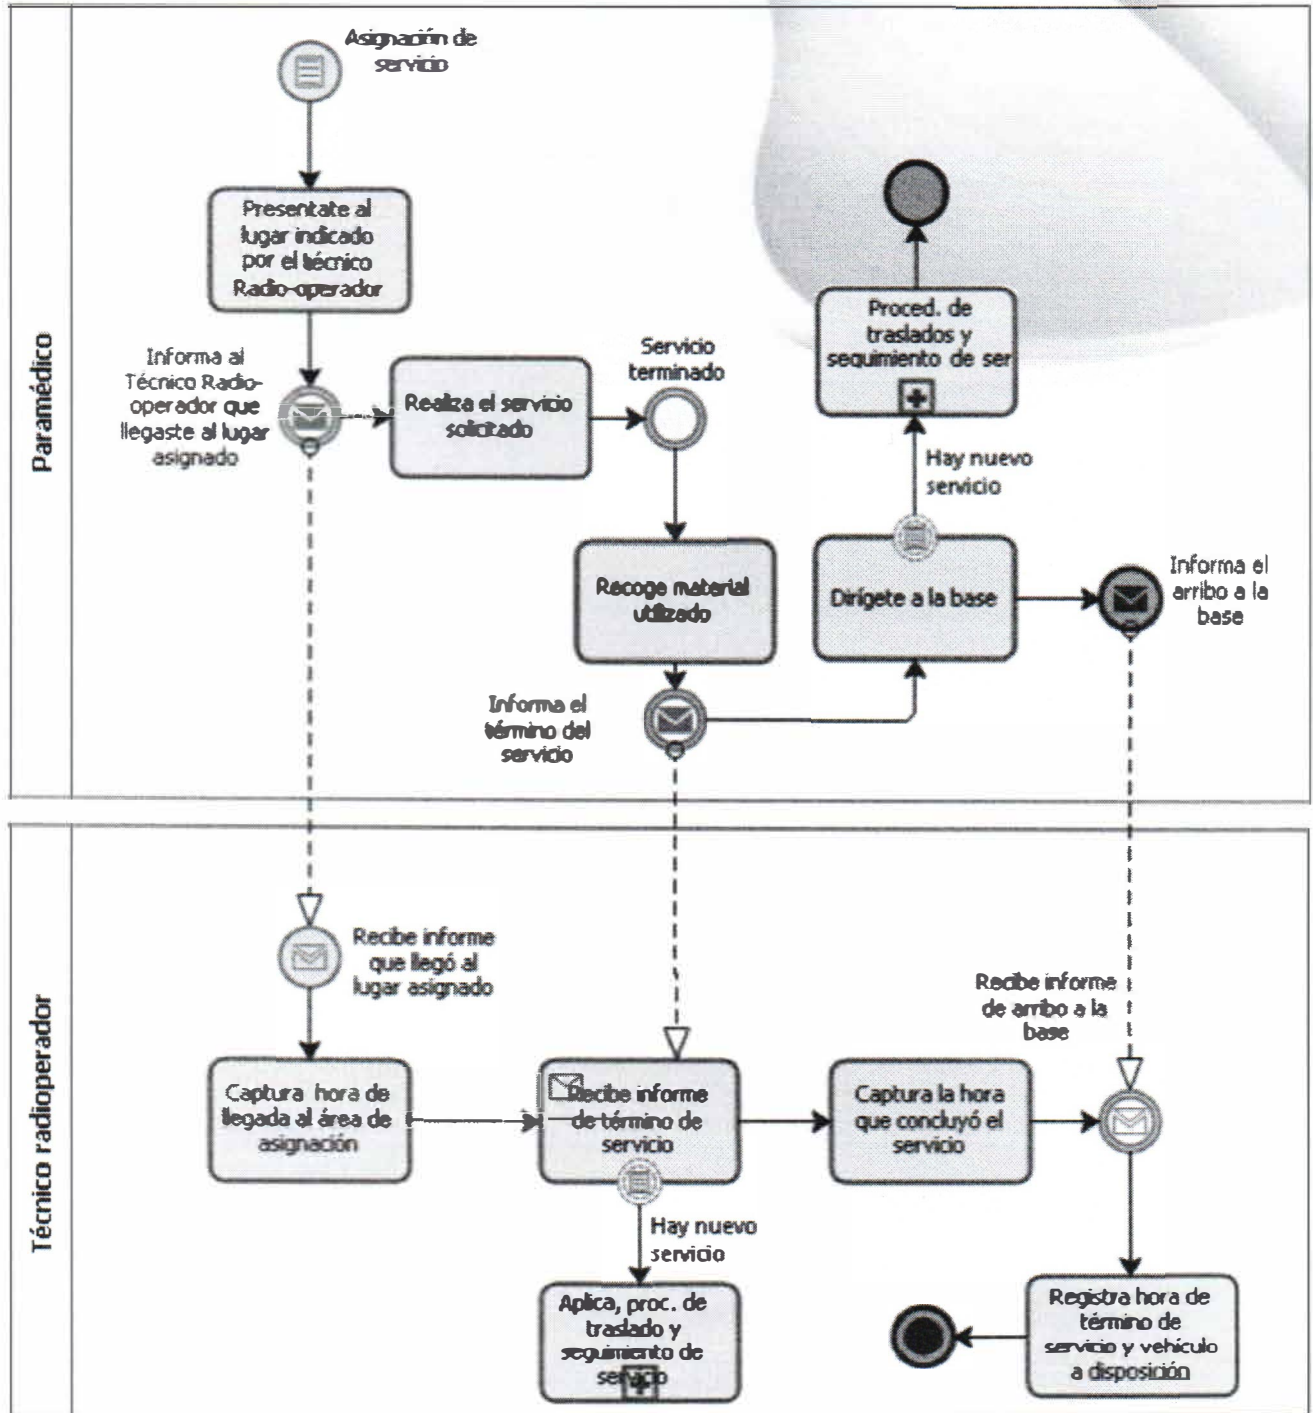 Paramédico
Asignación de
servicio
Presentate al
lugar indicado
por el técnico
Radio-operador
Informa al
Técnico Radio-
operador que
llegaste al lugar
asignado
Realiza el servicio
solicitado
Servicio
terminado
Recoge material
utilizado
Informa el
término del
servicio
Proced. de
traslados y
seguimiento de ser
Hay nuevo
servicio
Dirígete a la base
Informa el
arribo a la
base
Técnico radioperador
Recibe informe
que llegó al
lugar asignado
Captura hora de
llegada al área de
asignación
Recibe informe
de término de
servicio
Hay nuevo
servicio
Aplica, proc. de
traslado y
seguimiento de
servicio
Captura la hora
que concluyó el
servicio
Recibe informe
de arribo a la
base
Registra hora de
término de
servicio y vehículo
a disposición